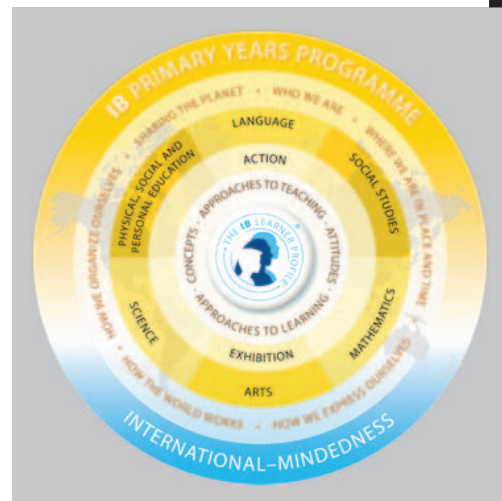 IB PRIMARY YEARS PROGRAMME
SHARING THE PLANET • WHO WE ARE • WHERE WE ARE IN PLACE AND TIME
HOW WE ORGANIZE OURSELVES • HOW THE WORLD WORKS • HOW WE EXPRESS OURSELVES
LANGUAGE
PHYSICAL, SOCIAL AND
PERSONAL EDUCATION
SOCIAL STUDIES
ACTION
CONCEPTS · APPROACHES TO TEACHING · ATTITUDES · APPROACHES TO LEARNING ·
THE IB LEARNER PROFILE
®
SCIENCE
MATHEMATICS
EXHIBITION
ARTS
INTERNATIONAL–MINDEDNESS